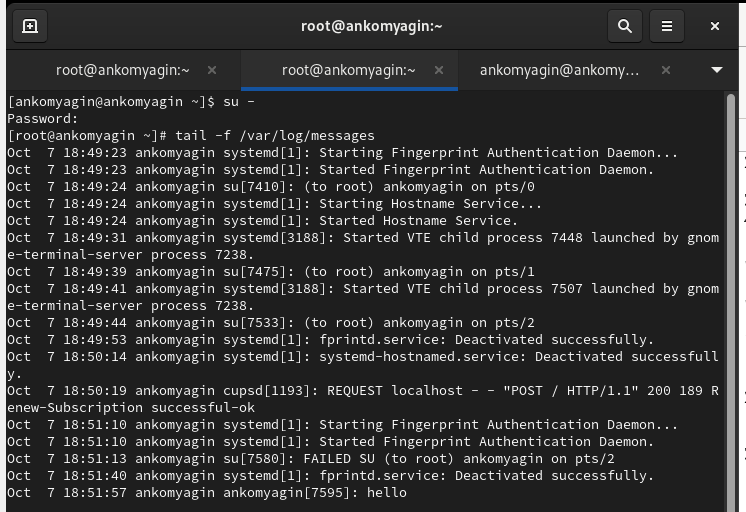 root@ankomyagin:~
root@ankomyagin:~
root@ankomyagin:~
ankomyagin@ankomy...
[ankomyagin@ankomyagin ~]$ su -
Password:
[root@ankomyagin ~]# tail -f /var/log/messages
Oct  7 18:49:23 ankomyagin systemd[1]: Starting Fingerprint Authentication Daemon...
Oct  7 18:49:23 ankomyagin systemd[1]: Started Fingerprint Authentication Daemon.
Oct  7 18:49:24 ankomyagin su[7410]: (to root) ankomyagin on pts/0
Oct  7 18:49:24 ankomyagin systemd[1]: Starting Hostname Service...
Oct  7 18:49:24 ankomyagin systemd[1]: Started Hostname Service.
Oct  7 18:49:31 ankomyagin systemd[3188]: Started VTE child process 7448 launched by gnom
e-terminal-server process 7238.
Oct  7 18:49:39 ankomyagin su[7475]: (to root) ankomyagin on pts/1
Oct  7 18:49:41 ankomyagin systemd[3188]: Started VTE child process 7507 launched by gnom
e-terminal-server process 7238.
Oct  7 18:49:44 ankomyagin su[7533]: (to root) ankomyagin on pts/2
Oct  7 18:49:53 ankomyagin systemd[1]: fprintd.service: Deactivated successfully.
Oct  7 18:50:14 ankomyagin systemd[1]: systemd-hostnamed.service: Deactivated successfull
y.
Oct  7 18:50:19 ankomyagin cupsd[1193]: REQUEST localhost - - "POST / HTTP/1.1" 200 189 R
enew-Subscription successful-ok
Oct  7 18:51:10 ankomyagin systemd[1]: Starting Fingerprint Authentication Daemon...
Oct  7 18:51:10 ankomyagin systemd[1]: Started Fingerprint Authentication Daemon.
Oct  7 18:51:13 ankomyagin su[7580]: FAILED SU (to root) ankomyagin on pts/2
Oct  7 18:51:40 ankomyagin systemd[1]: fprintd.service: Deactivated successfully.
Oct  7 18:51:57 ankomyagin ankomyagin[7595]: hello